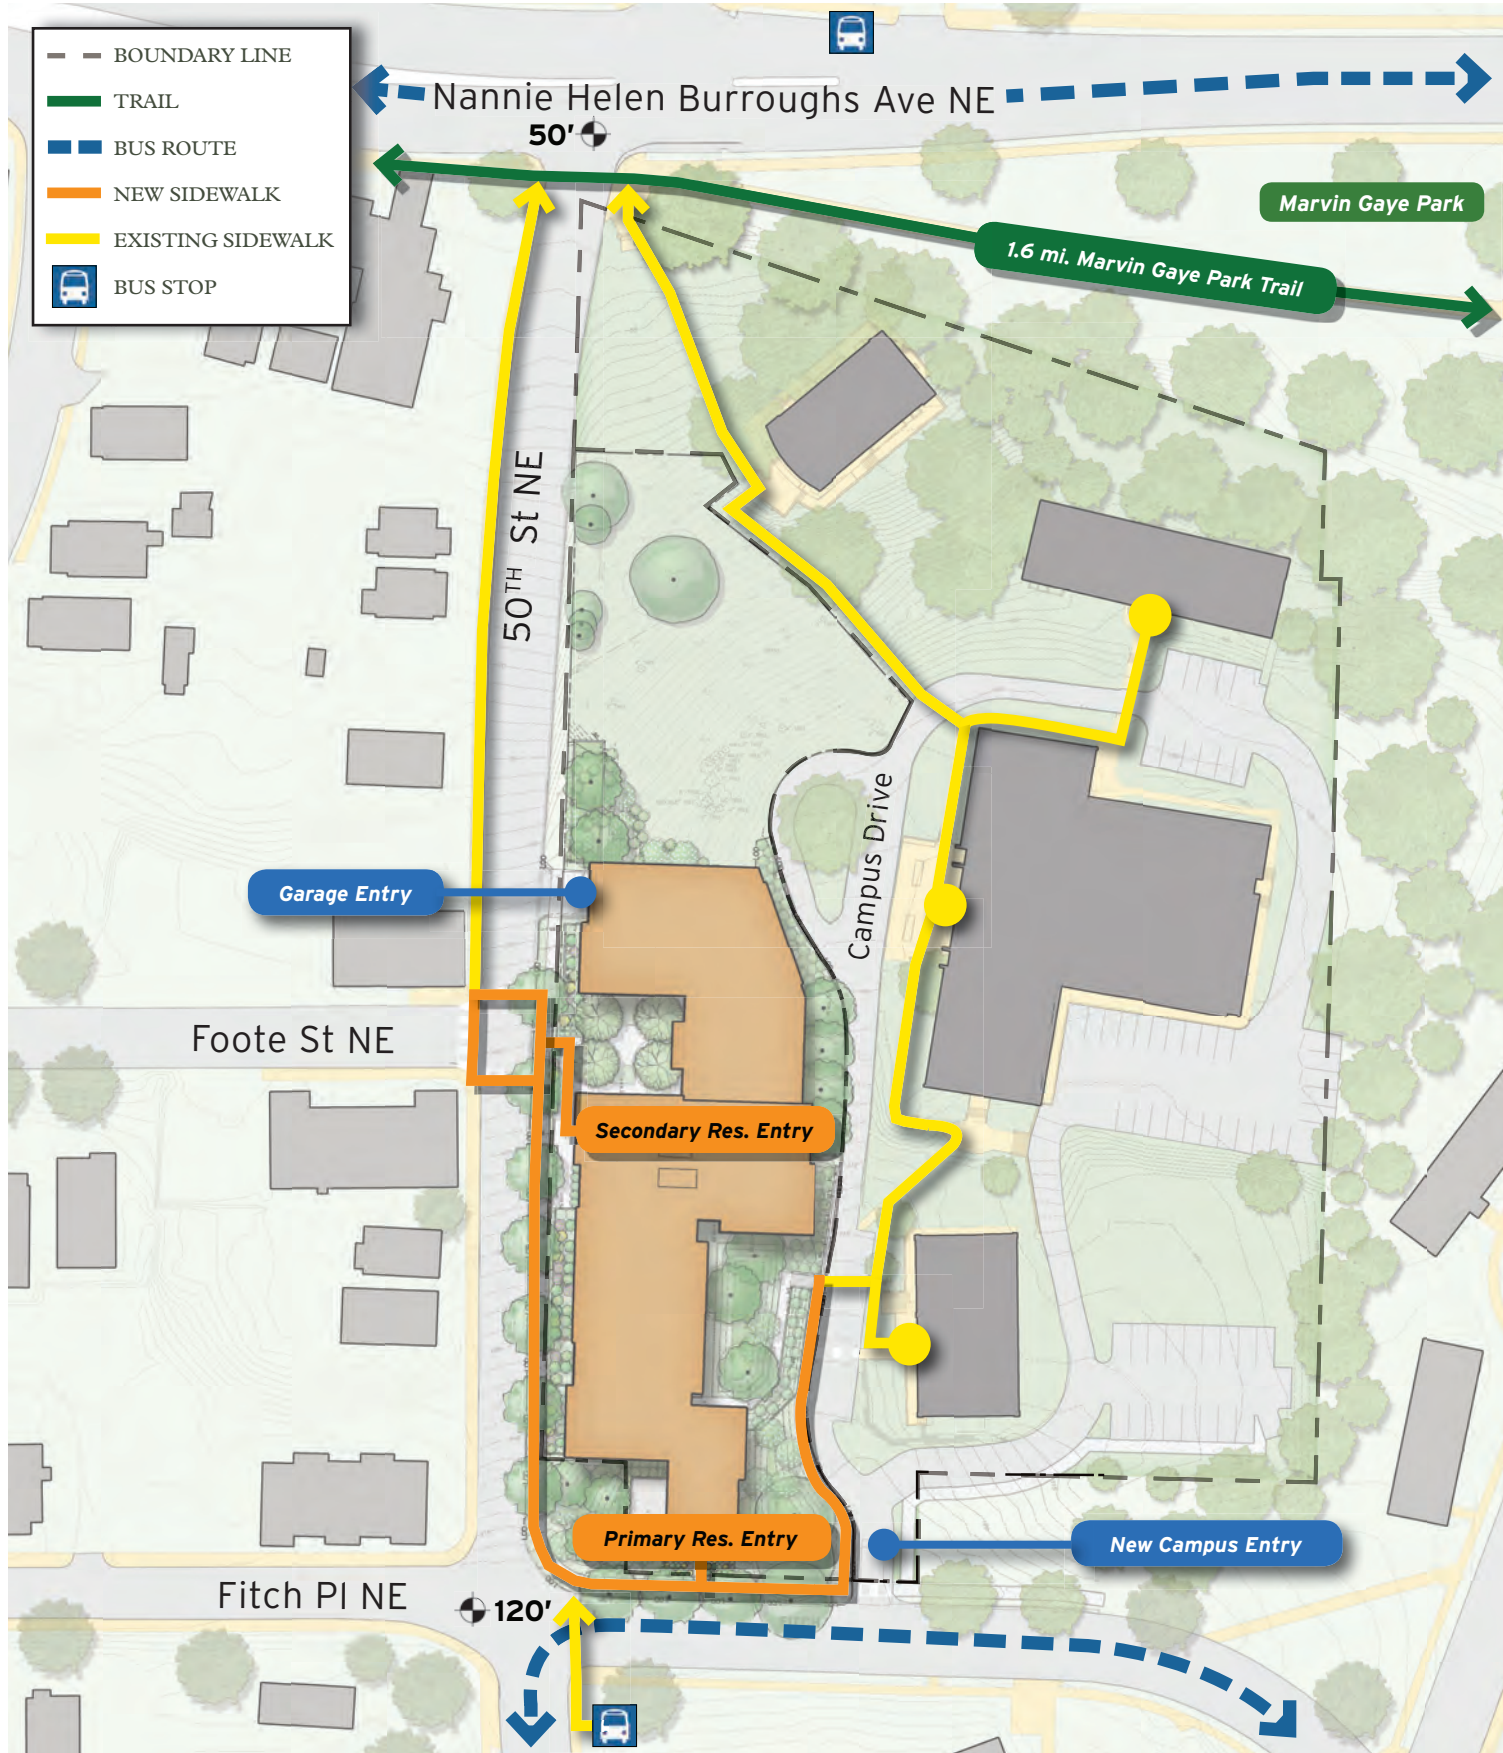 BOUNDARY LINE
TRAIL
BUS ROUTE
NEW SIDEWALK
EXISTING SIDEWALK
BUS STOP
Nannie Helen Burroughs Ave NE
50'
Marvin Gaye Park
1.6 mi. Marvin Gaye Park Trail
50TH St NE
Campus Drive
Garage Entry
Foote St NE
Secondary Res. Entry
Primary Res. Entry
New Campus Entry
Fitch Pl NE
120'